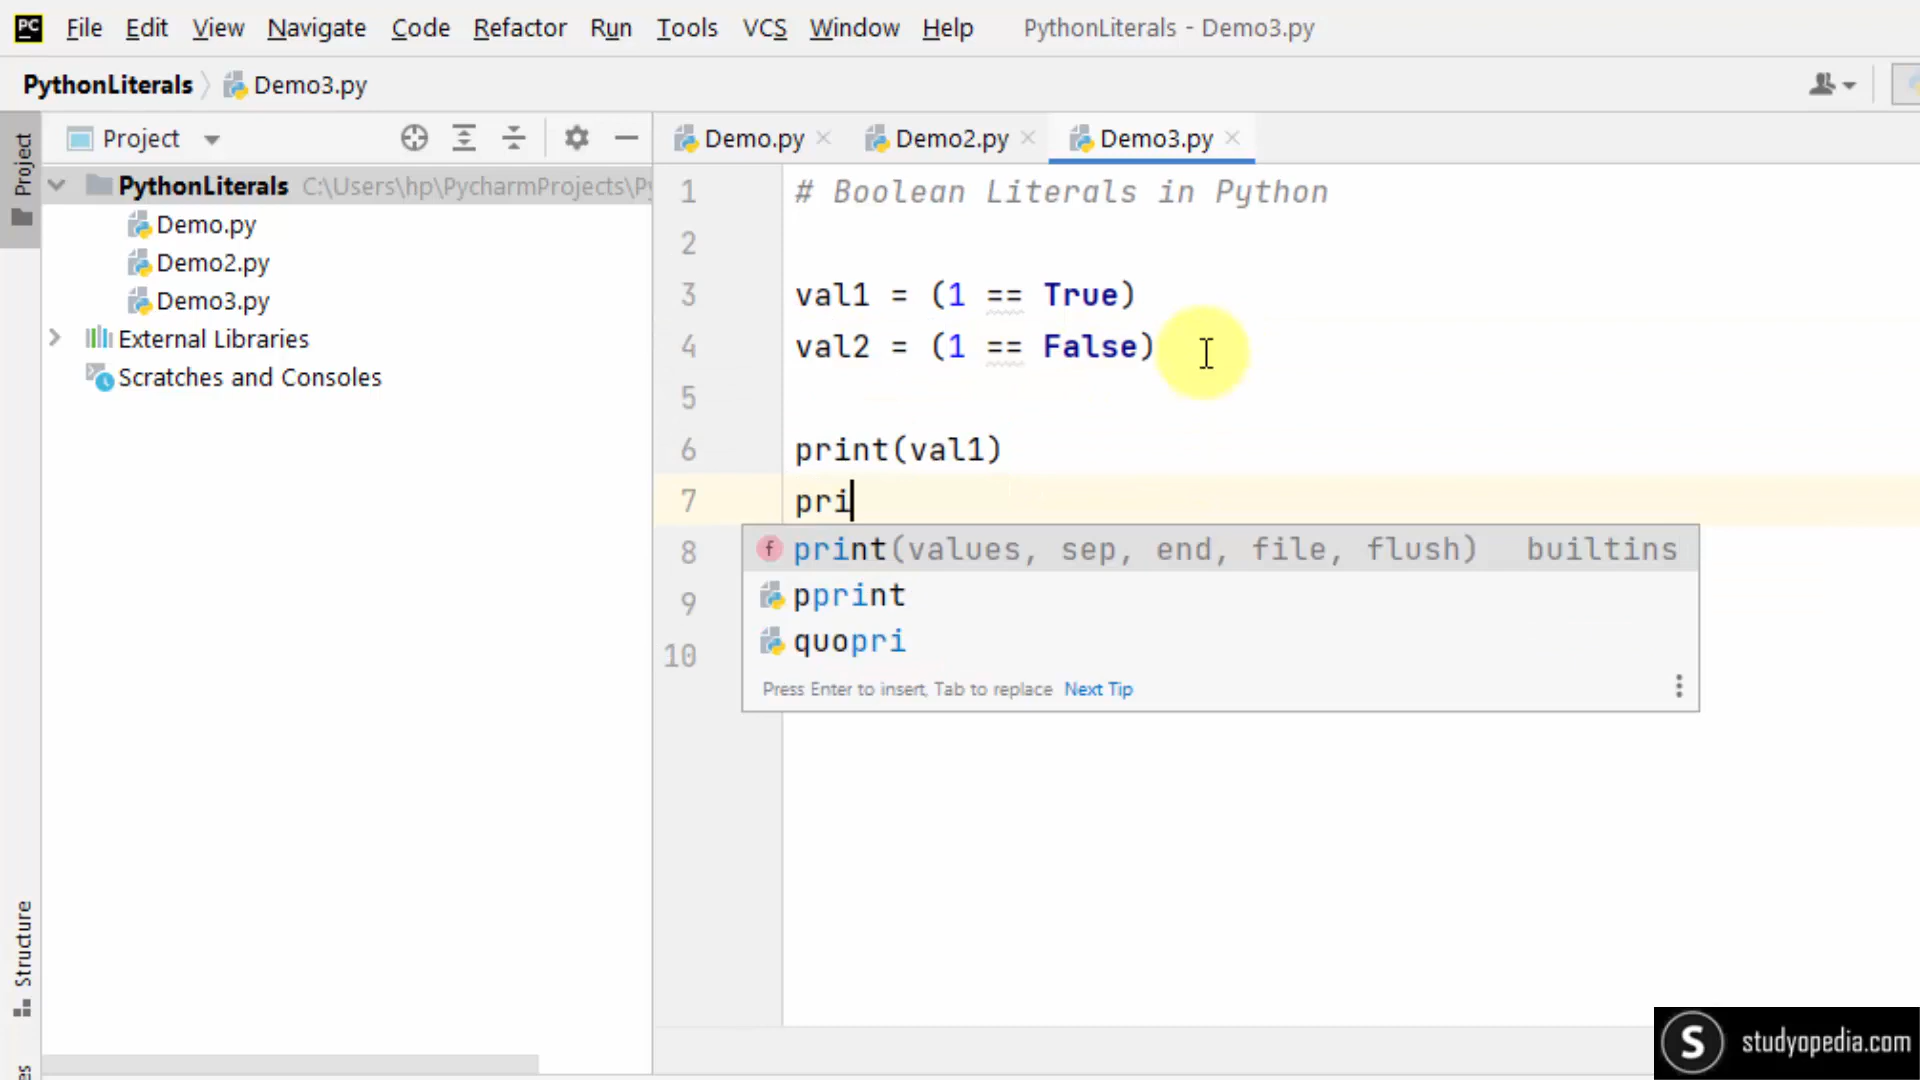 PC File Edit View Navigate Code Refactor Run Tools VCS Window Help PythonLiterals - Demo3.py
PythonLiterals Demo3.py
Project
Project
PythonLiterals C:\Users\hp\PycharmProjects\Py
Demo.py
Demo2.py
Demo3.py
External Libraries
Scratches and Consoles
Structure
Demo.py Demo2.py Demo3.py
1 # Boolean Literals in Python
2
3 val1 = (1 == True)
4 val2 = (1 == False)
5
6 print(val1)
7 pri
8
9
10
f print(values, sep, end, file, flush) builtins
pprint
quopri
Press Enter to insert, Tab to replace Next Tip
S studyopedia.com